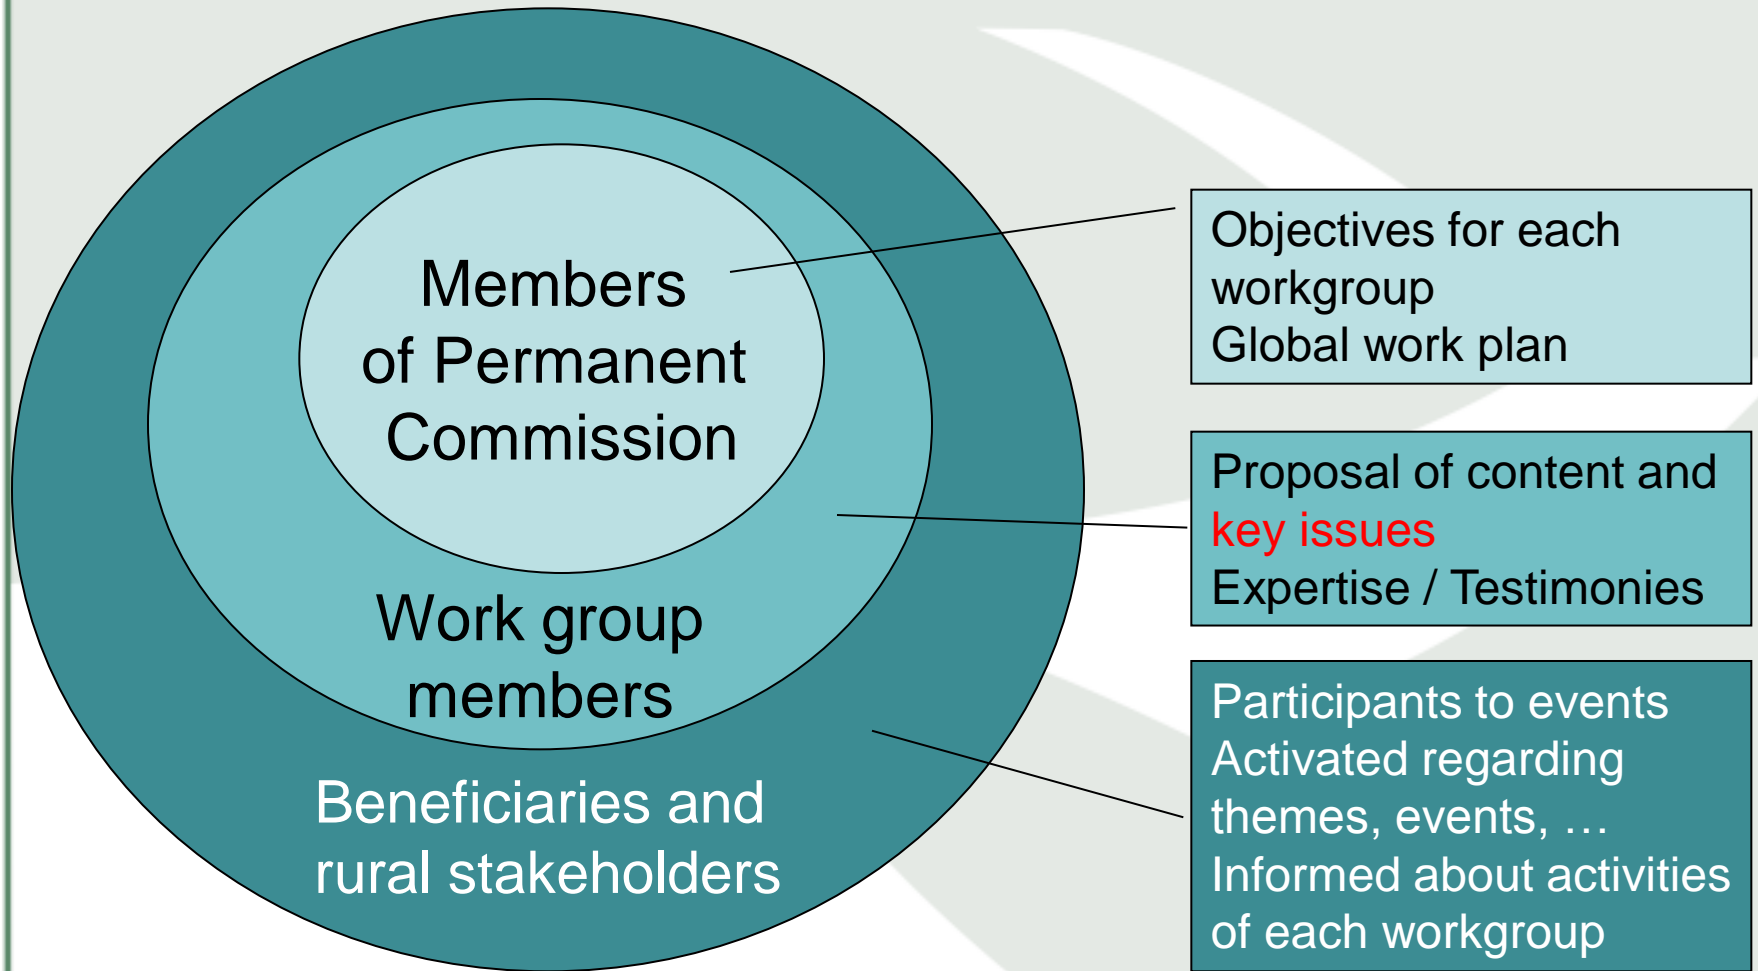 Members
of Permanent
Commission
Work group
members
Beneficiaries and
rural stakeholders
Objectives for each
workgroup
Global work plan
Proposal of content and
key issues
Expertise / Testimonies
Participants to events
Activated regarding
themes, events, …
Informed about activities
of each workgroup